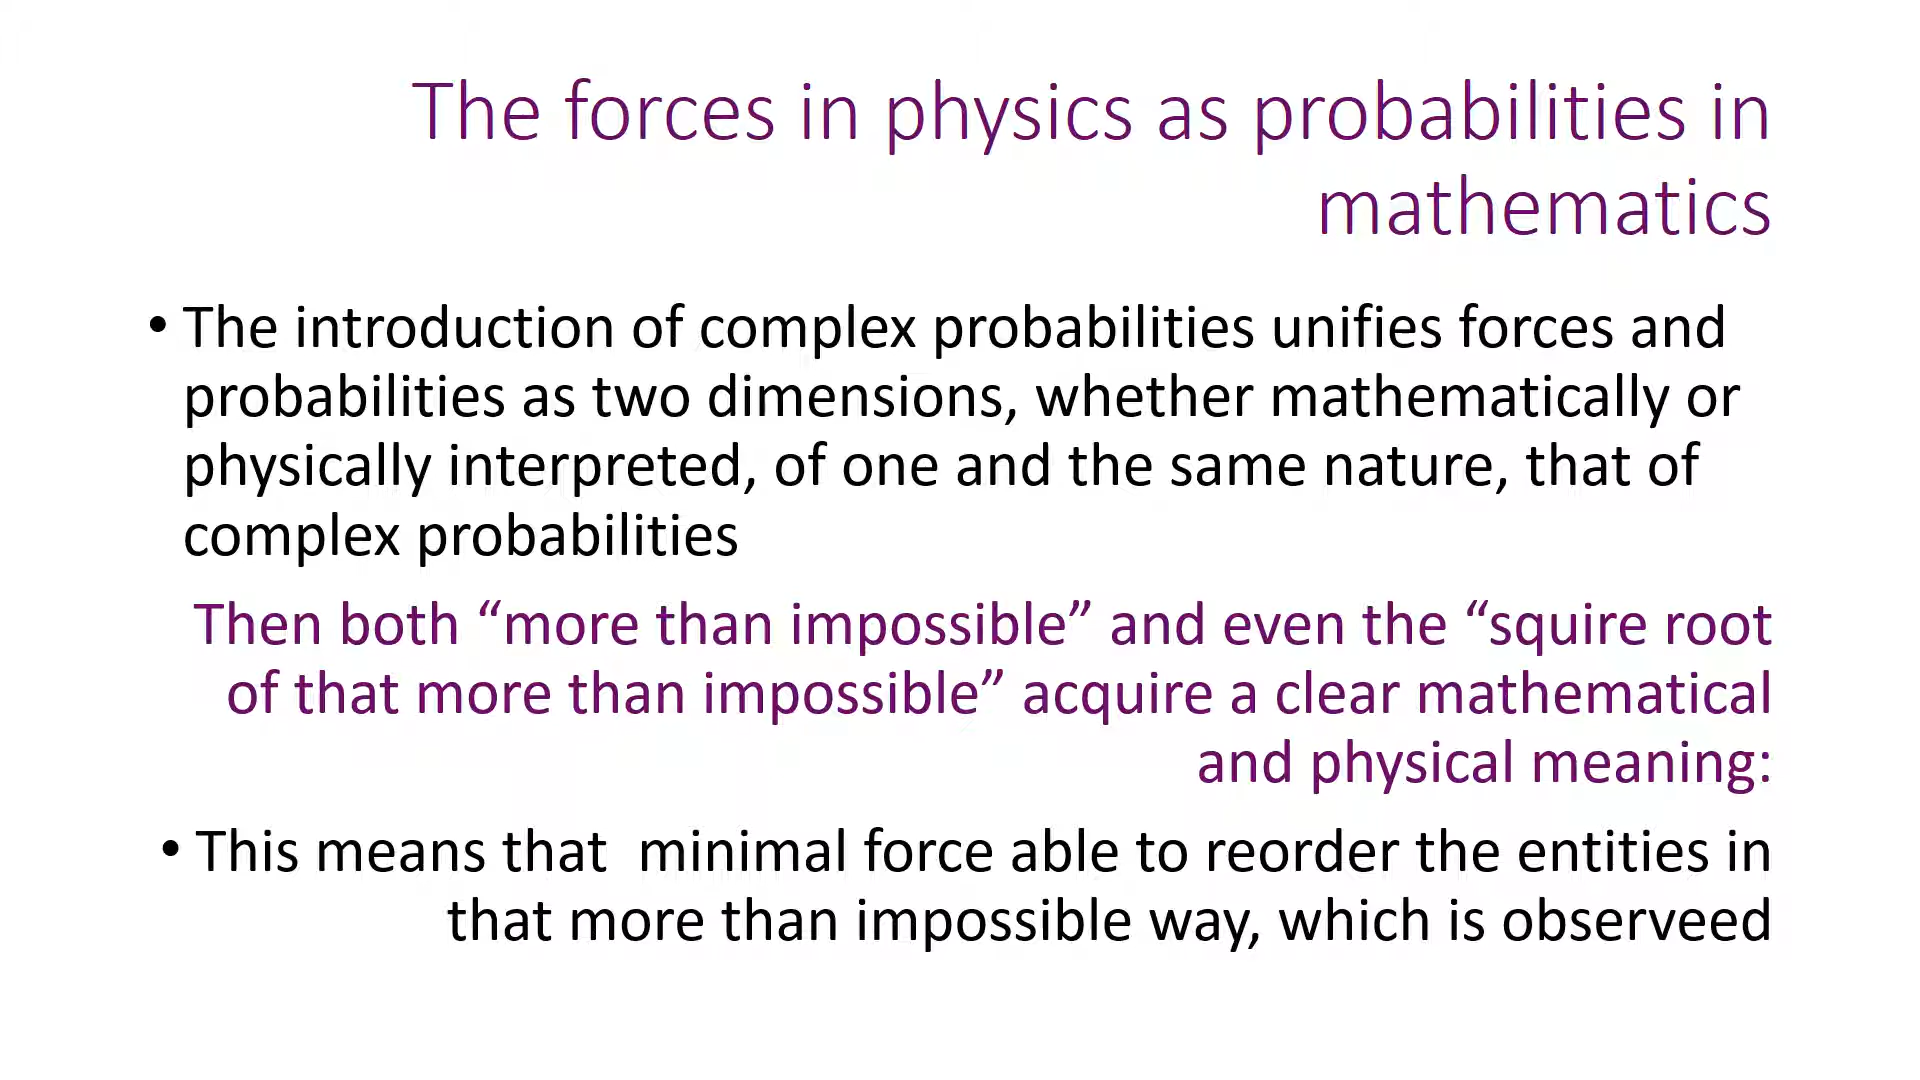 The forces in physics as probabilities in
mathematics
• The introduction of complex probabilities unifies forces and
probabilities as two dimensions, whether mathematically or
physically interpreted, of one and the same nature, that of
complex probabilities
Then both “more than impossible” and even the “squire root
of that more than impossible” acquire a clear mathematical
and physical meaning:
• This means that  minimal force able to reorder the entities in
that more than impossible way, which is observeed